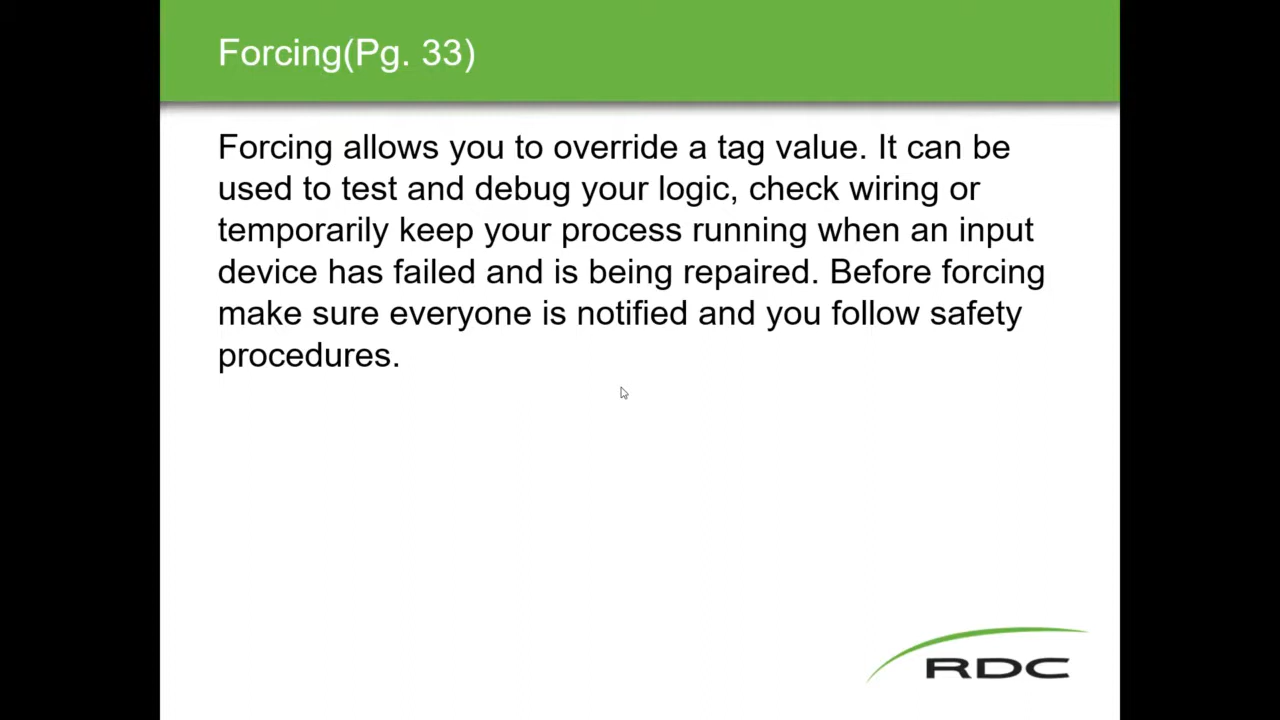 Forcing(Pg. 33)
Forcing allows you to override a tag value. It can be
used to test and debug your logic, check wiring or
temporarily keep your process running when an input
device has failed and is being repaired. Before forcing
make sure everyone is notified and you follow safety
procedures.
RDC